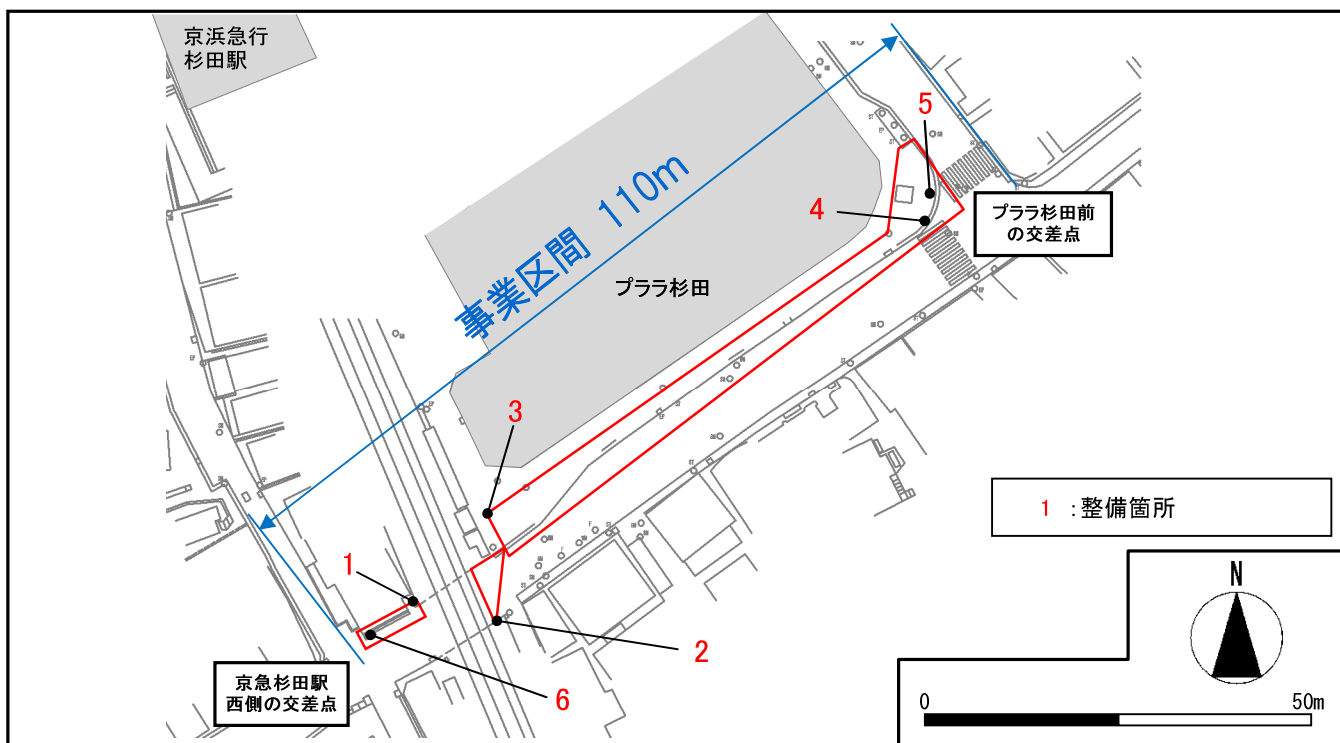 京浜急行
杉田駅
事業区間 110m
プララ杉田
5
4
プララ杉田前
の交差点
3
1
2
6
京急杉田駅
西側の交差点
1 :整備箇所
N
0 50m